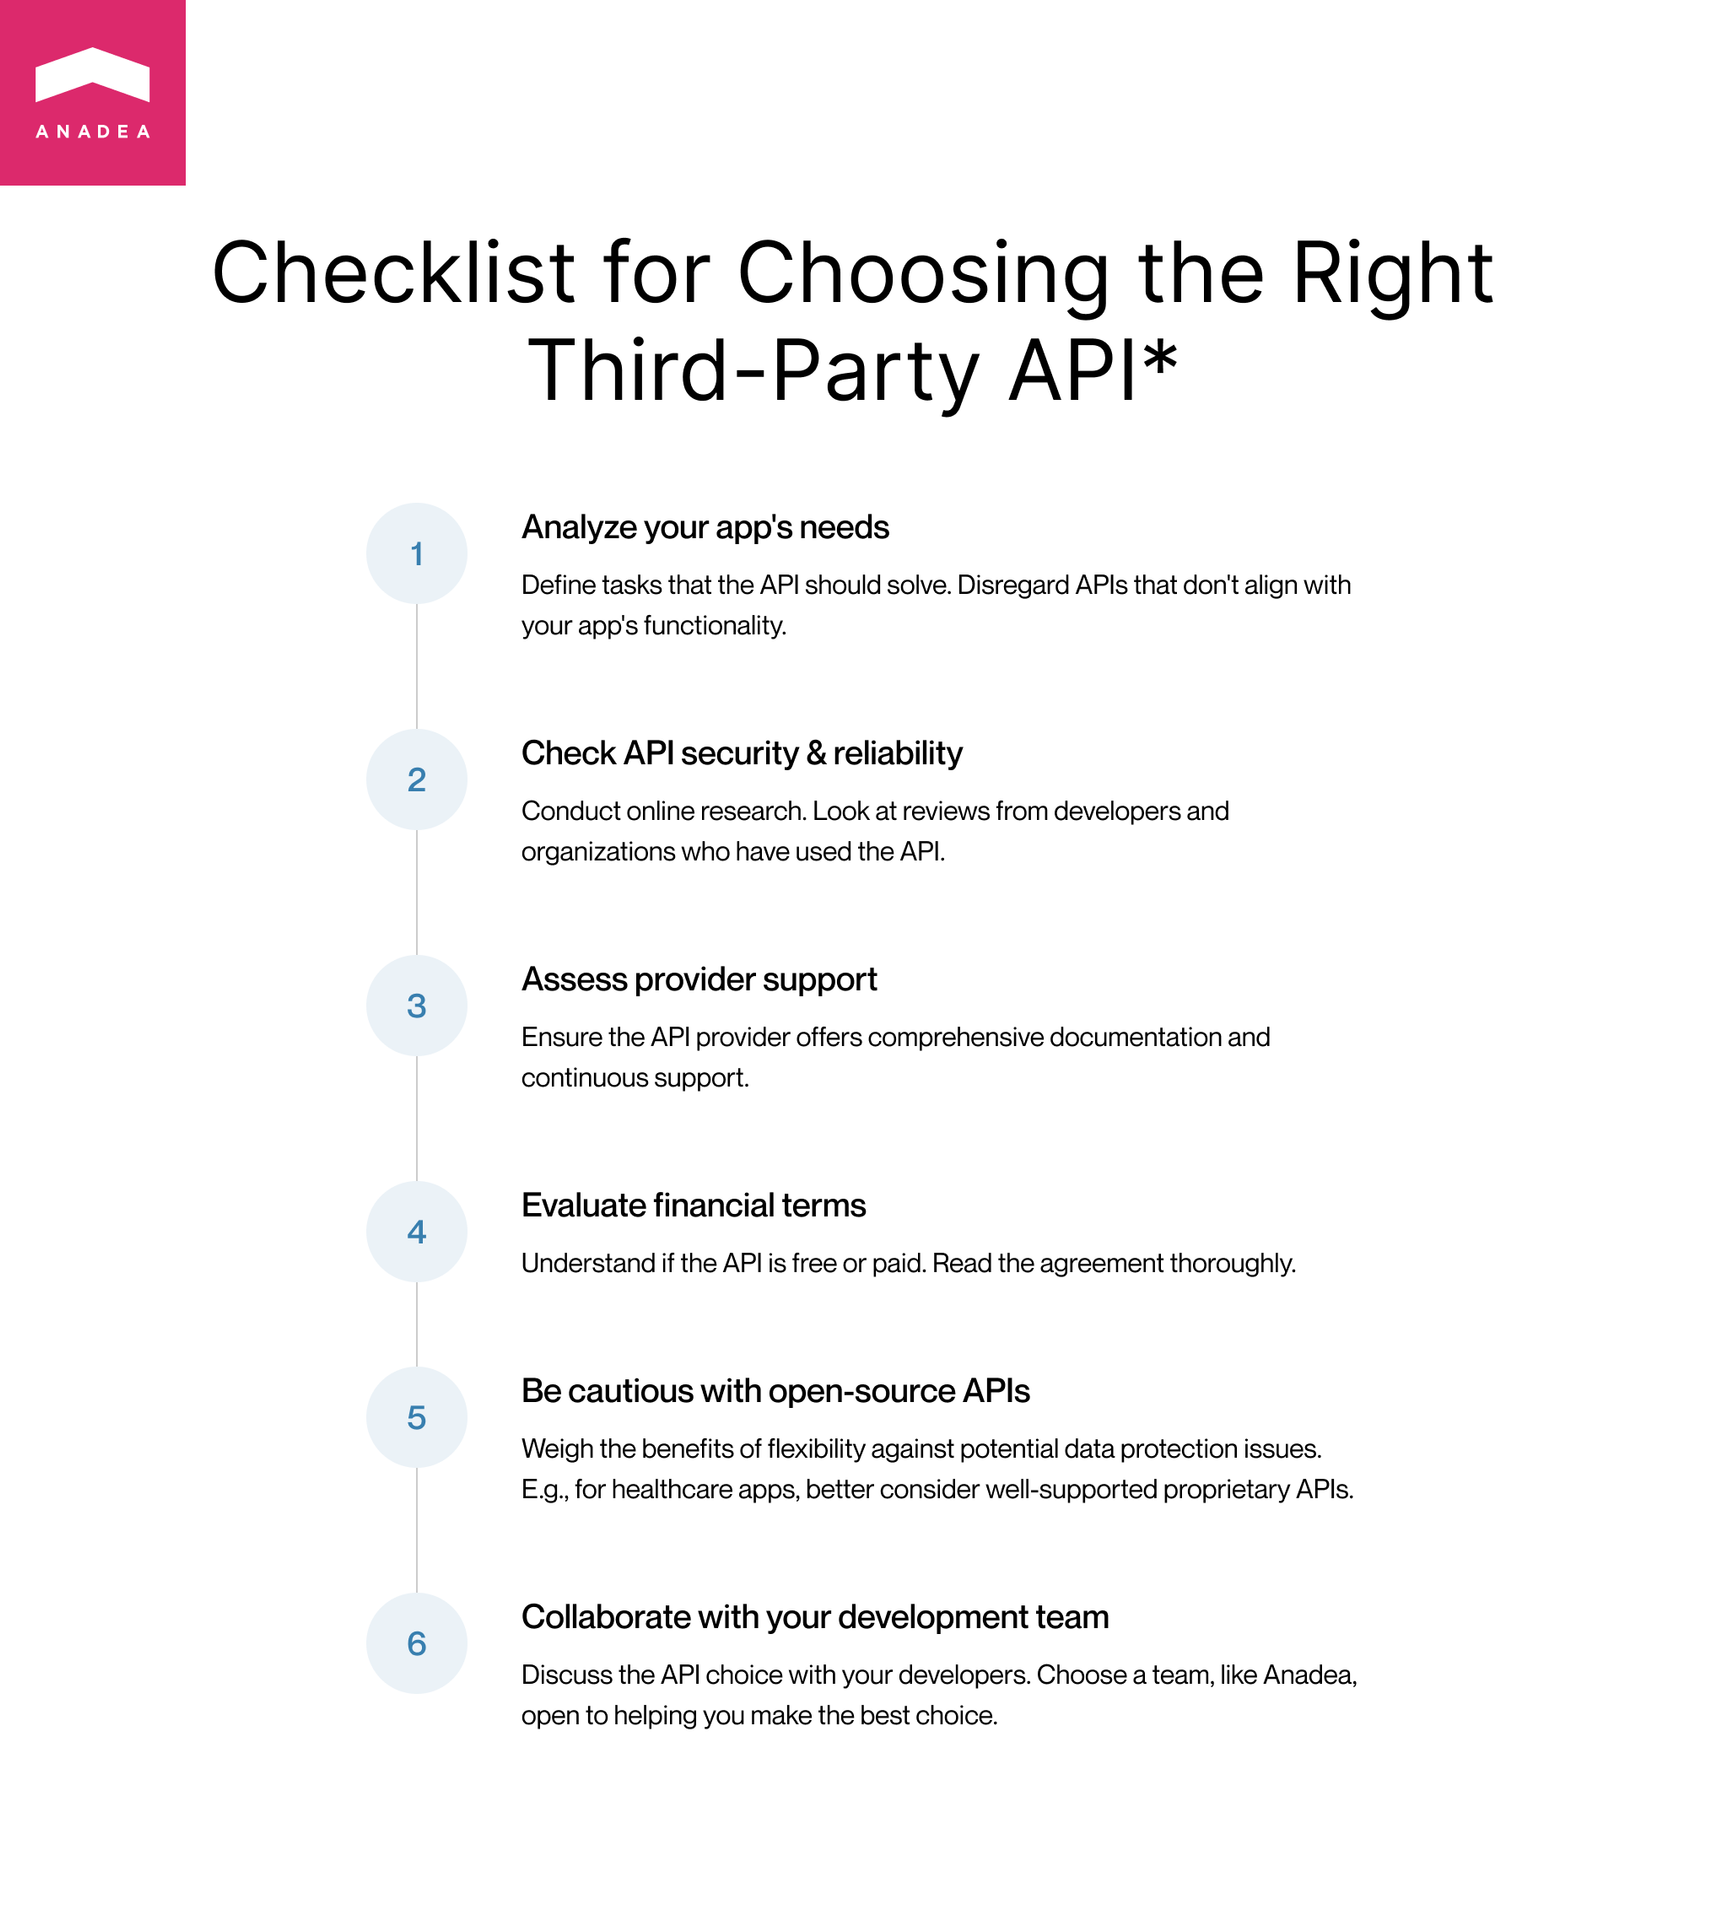 ANADEA
Checklist for Choosing the Right
Third-Party API*
1
Analyze your app's needs
Define tasks that the API should solve. Disregard APIs that don't align with
your app's functionality.
2
Check API security & reliability
Conduct online research. Look at reviews from developers and
organizations who have used the API.
3
Assess provider support
Ensure the API provider offers comprehensive documentation and
continuous support.
4
Evaluate financial terms
Understand if the API is free or paid. Read the agreement thoroughly.
5
Be cautious with open-source APIs
Weigh the benefits of flexibility against potential data protection issues.
E.g., for healthcare apps, better consider well-supported proprietary APIs.
6
Collaborate with your development team
Discuss the API choice with your developers. Choose a team, like Anadea,
open to helping you make the best choice.